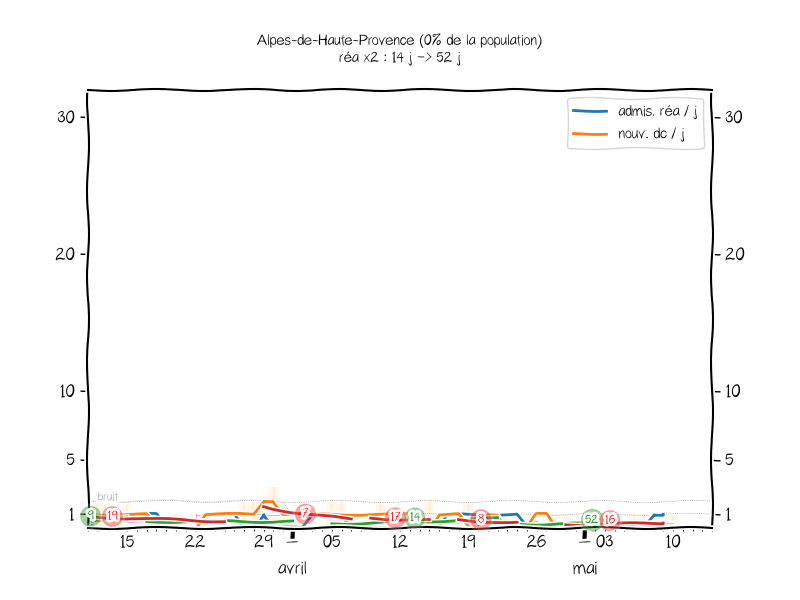 Alpes-de-Haute-Provence (0% de la population)
réa x2 : 14 j -> 52 j
admis. réa / j
nouv. dc / j
30 30
20 20
10 10
5 5
bruit
1 1
9 19 7 17 14 8 52 16
15 22 29 05 12 19 26 03 10
avril mai